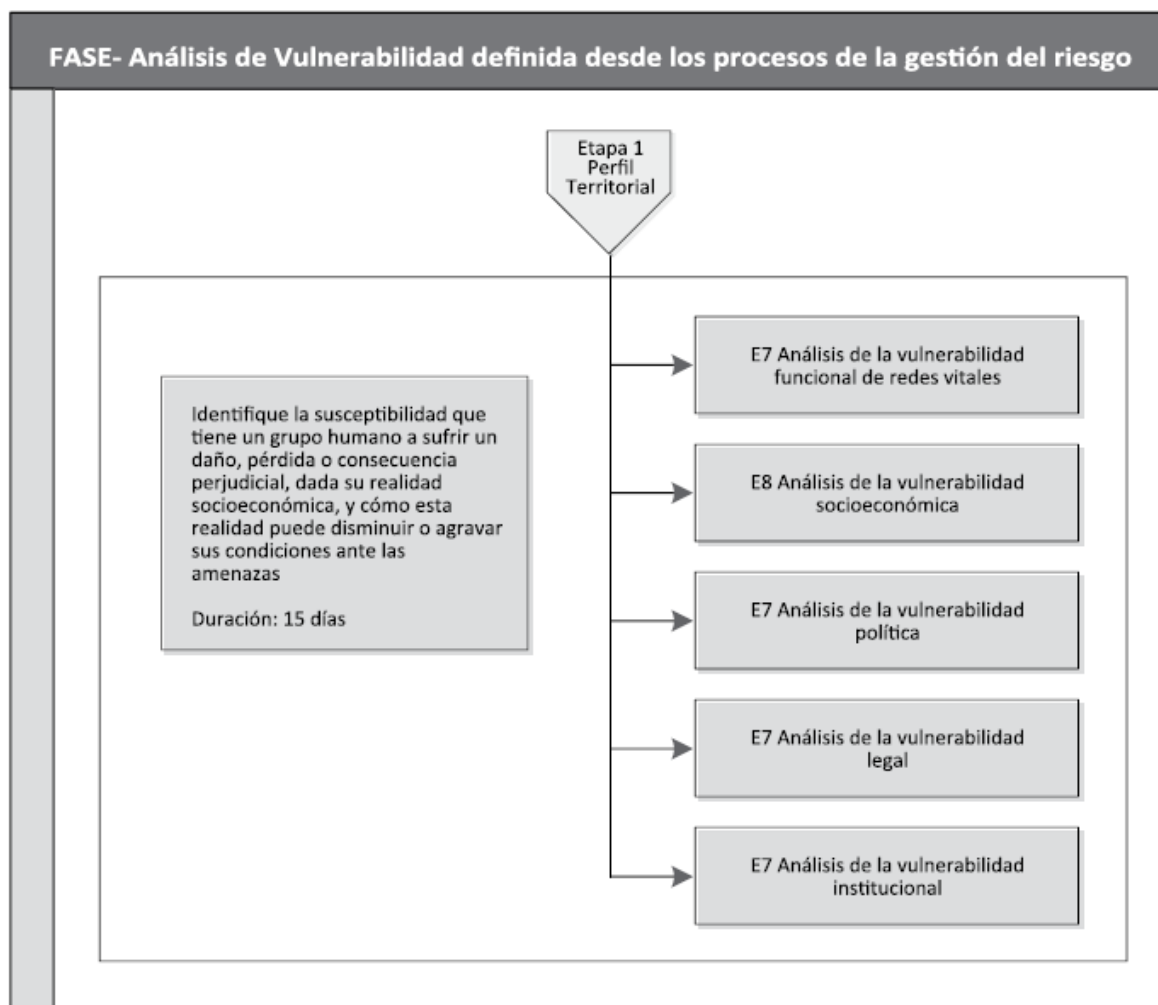 FASE- Análisis de Vulnerabilidad definida desde los procesos de la gestión del riesgo
Etapa 1
Perfil
Territorial
Identifique la susceptibilidad que
tiene un grupo humano a sufrir un
daño, pérdida o consecuencia
perjudicial, dada su realidad
socioeconómica, y cómo esta
realidad puede disminuir o agravar
sus condiciones ante las
amenazas
Duración: 15 días
E7 Análisis de la vulnerabilidad
funcional de redes vitales
E8 Análisis de la vulnerabilidad
socioeconómica
E7 Análisis de la vulnerabilidad
política
E7 Análisis de la vulnerabilidad
legal
E7 Análisis de la vulnerabilidad
institucional